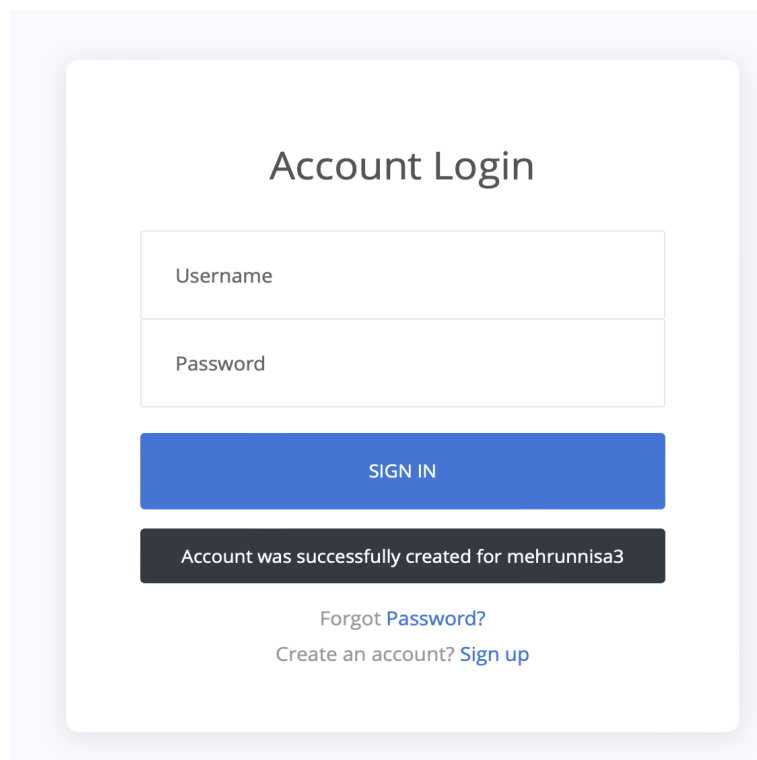 Account Login
Username
Password
SIGN IN
Account was successfully created for mehrunnisa3
Forgot Password?
Create an account? Sign up